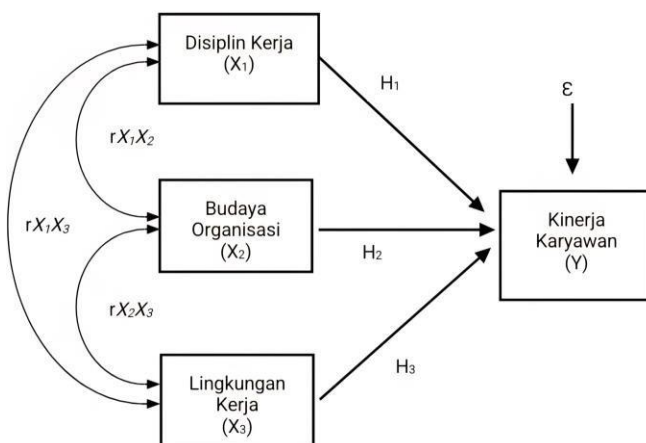 Disiplin Kerja
(X₁)
H₁
ε
rX₁X₂
Budaya
Organisasi
(X₂)
rX₁X₃
H₂
Kinerja
Karyawan
(Y)
rX₂X₃
Lingkungan
Kerja
(X₃)
H₃